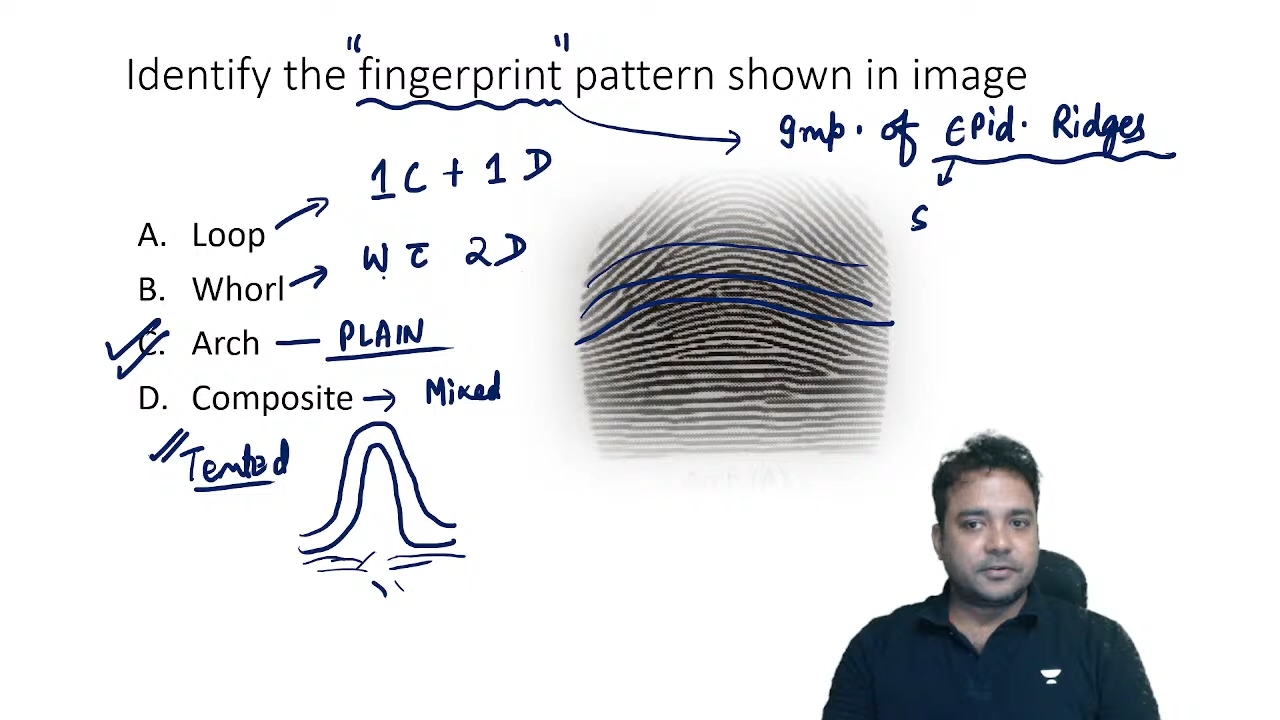 Identify the "fingerprint" pattern shown in image
Imp. of EPid. Ridges
S
1 C + 1 D
A. Loop
W C 2 D
B. Whorl
C. Arch — PLAIN
D. Composite → Mixed
Tented